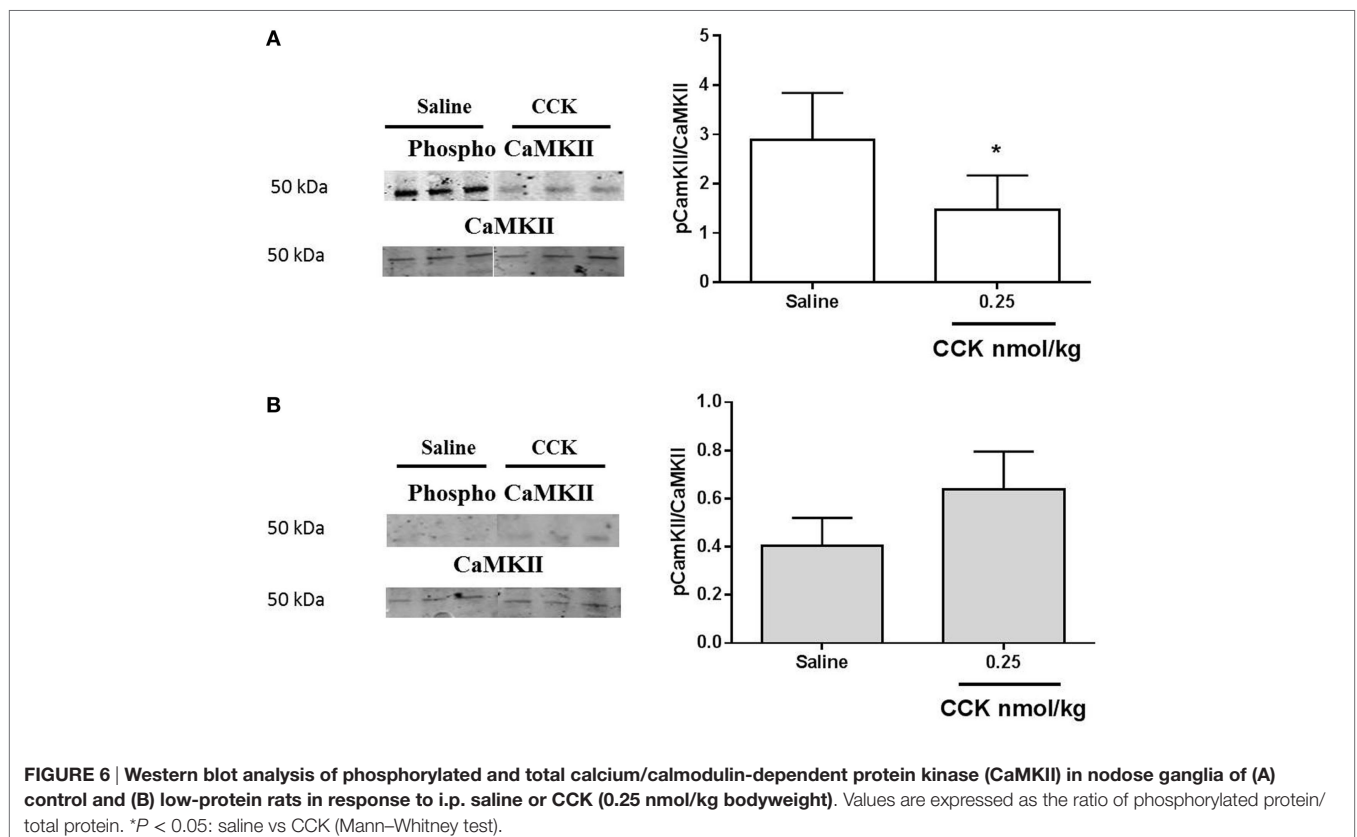 A
Saline CCK
Phospho CaMKII
50 kDa
CaMKII
50 kDa
5
4
3
2
1
0
pCamKII/CaMKII
*
Saline 0.25
CCK nmol/kg
B
Saline CCK
Phospho CaMKII
50 kDa
CaMKII
50 kDa
1.0
0.8
0.6
0.4
0.2
0.0
pCamKII/CaMKII
Saline 0.25
CCK nmol/kg
FIGURE 6 | Western blot analysis of phosphorylated and total calcium/calmodulin-dependent protein kinase (CaMKII) in nodose ganglia of (A)
control and (B) low-protein rats in response to i.p. saline or CCK (0.25 nmol/kg bodyweight). Values are expressed as the ratio of phosphorylated protein/
total protein. *P < 0.05: saline vs CCK (Mann–Whitney test).